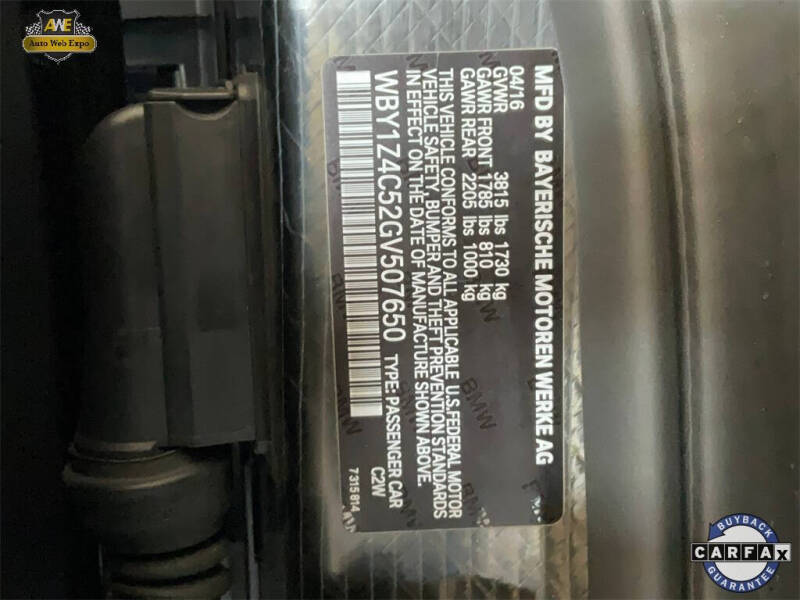 AWE
Auto Web Expo
MFD BY BAYERISCHE MOTOREN WERKE AG
04/16
GVWR 3815 lbs 1730 kg
GAWR FRONT 1785 lbs 810 kg
GAWR REAR 2205 lbs 1000 kg
THIS VEHICLE CONFORMS TO ALL APPLICABLE U.S.FEDERAL MOTOR
VEHICLE SAFETY, BUMPER AND THEFT PREVENTION STANDARDS
IN EFFECT ON THE DATE OF MANUFACTURE SHOWN ABOVE.
WBY1Z4C52GV507650 TYPE:PASSENGER CAR
C2W
7315814
BMW
BMW
BMW
BUYBACK
CARFAX
GUARANTEE